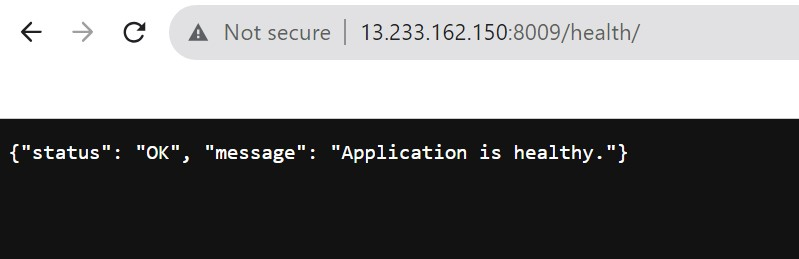 Not secure | 13.233.162.150:8009/health/
{"status": "OK", "message": "Application is healthy."}